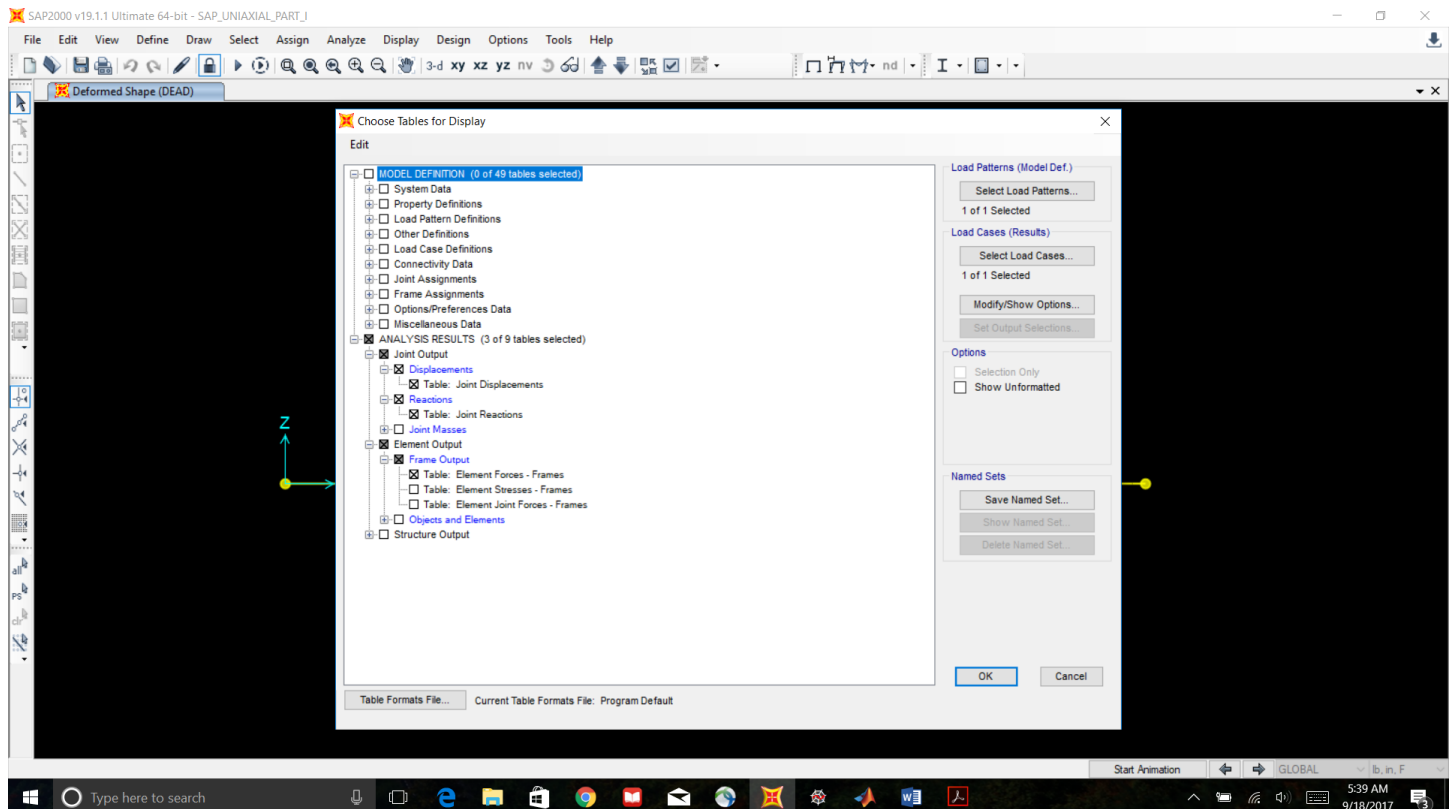 SAP2000 v19.1.1 Ultimate 64-bit - SAP_UNIAXIAL_PART_I
File Edit View Define Draw Select Assign Analyze Display Design Options Tools Help
3-d xy xz yz nv nd
Deformed Shape (DEAD)
Choose Tables for Display
Edit
MODEL DEFINITION (0 of 49 tables selected)
System Data
Property Definitions
Load Pattern Definitions
Other Definitions
Load Case Definitions
Connectivity Data
Joint Assignments
Frame Assignments
Options/Preferences Data
Miscellaneous Data
ANALYSIS RESULTS (3 of 9 tables selected)
Joint Output
Displacements
Table: Joint Displacements
Reactions
Table: Joint Reactions
Joint Masses
Element Output
Frame Output
Table: Element Forces - Frames
Table: Element Stresses - Frames
Table: Element Joint Forces - Frames
Objects and Elements
Structure Output
Load Patterns (Model Def.)
Select Load Patterns...
1 of 1 Selected
Load Cases (Results)
Select Load Cases...
1 of 1 Selected
Modify/Show Options...
Set Output Selections...
Options
Selection Only
Show Unformatted
Named Sets
Save Named Set...
Show Named Set...
Delete Named Set...
OK Cancel
Table Formats File... Current Table Formats File: Program Default
Z
all
PS
clr
Start Animation GLOBAL lb, in, F
Type here to search
5:39 AM
9/18/2017
3